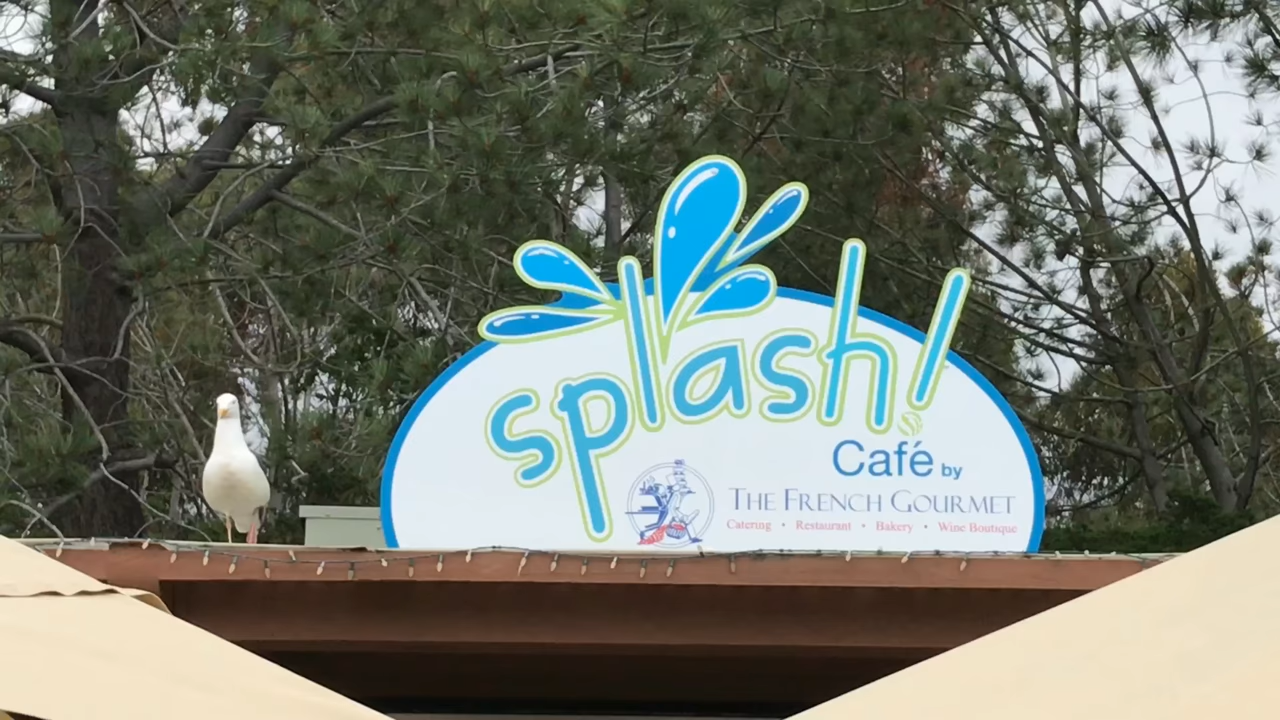 splash!
Café by
THE FRENCH GOURMET
Catering • Restaurant • Bakery • Wine Boutique